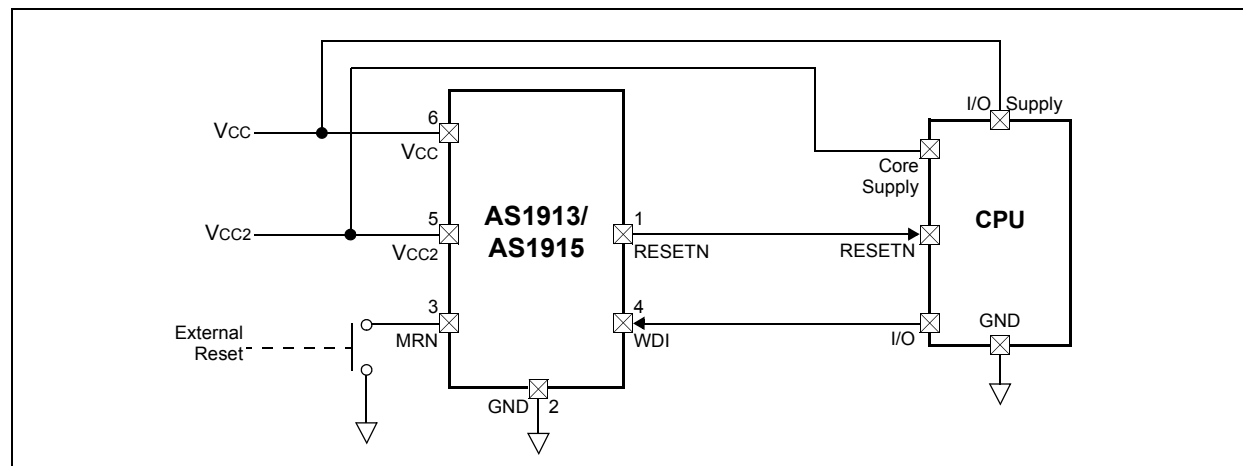 I/O Supply
6
VCC
VCC
Core
Supply
AS1913/
AS1915
CPU
5
1
VCC2
VCC2
RESETN
RESETN
3
4
External
Reset
MRN
WDI
I/O
GND
GND
2